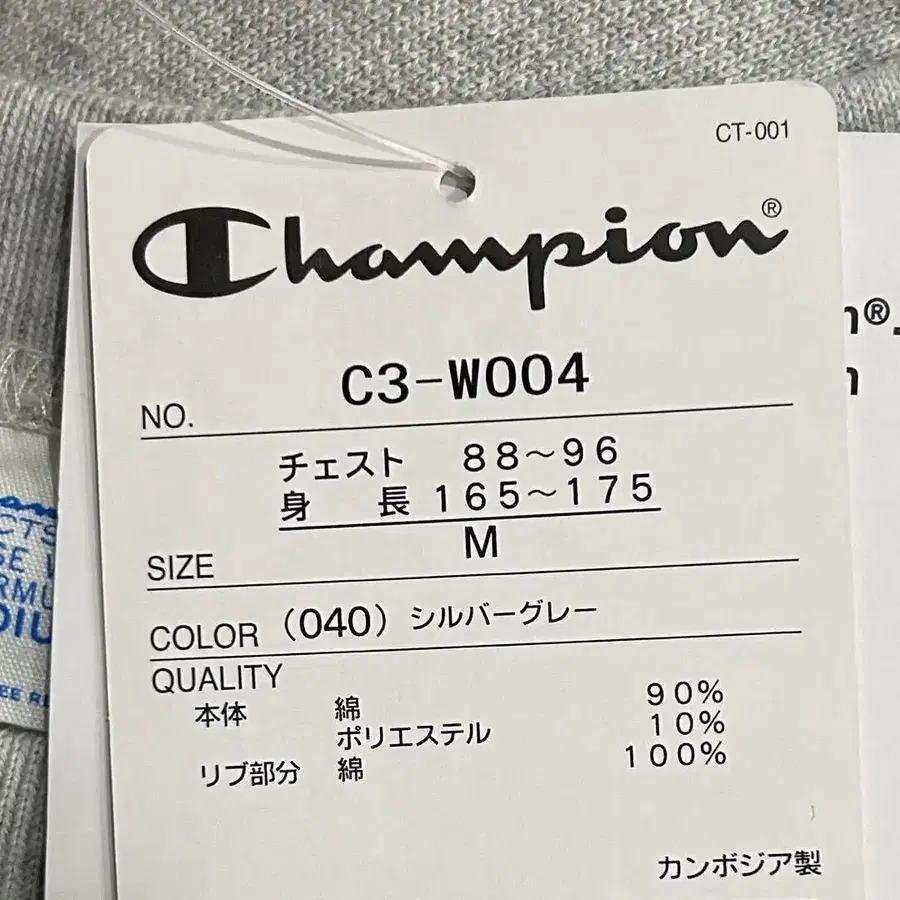 CT-001
Champion®
NO. C3-W004
チェスト 88〜96
身長 165〜175
SIZE M
COLOR (040) シルバーグレー
QUALITY
本体 綿 90%
ポリエステル 10%
リブ部分 綿 100%
カンボジア製